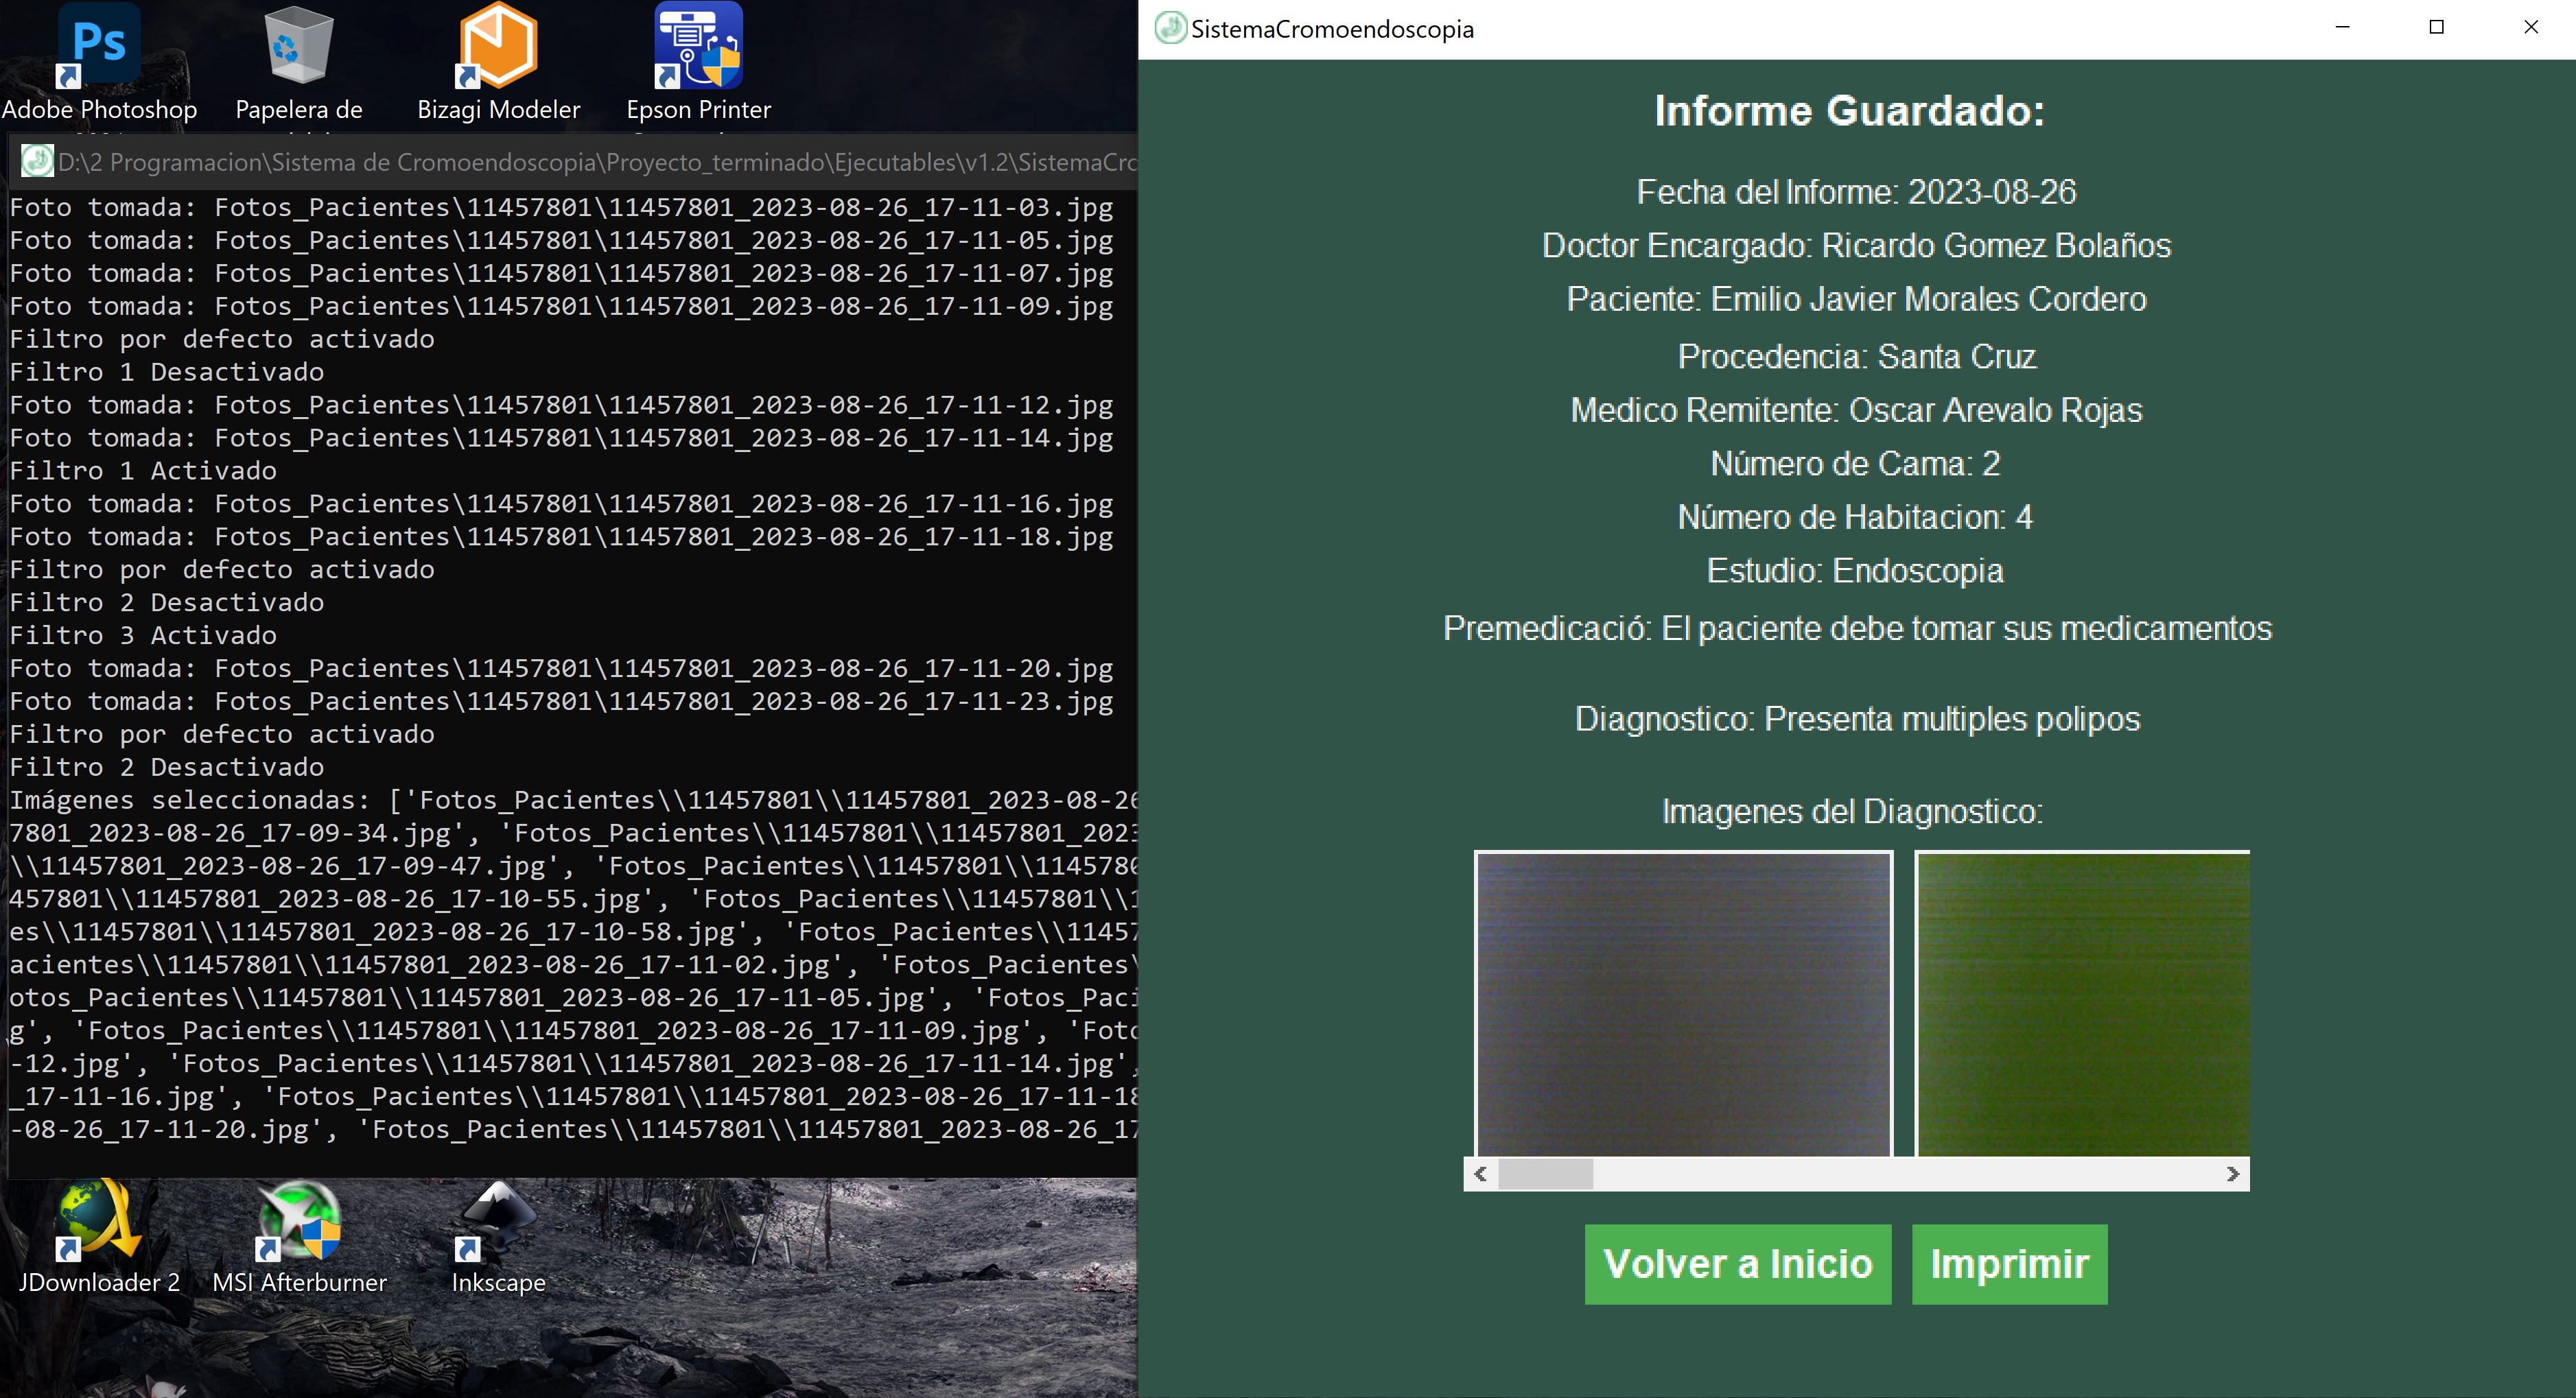 Adobe Photoshop
Papelera de
Bizagi Modeler
Epson Printer
D:\2 Programacion\Sistema de Cromoendoscopia\Proyecto_terminado\Ejecutables\v1.2\SistemaCro
Foto tomada: Fotos_Pacientes\11457801\11457801_2023-08-26_17-11-03.jpg
Foto tomada: Fotos_Pacientes\11457801\11457801_2023-08-26_17-11-05.jpg
Foto tomada: Fotos_Pacientes\11457801\11457801_2023-08-26_17-11-07.jpg
Foto tomada: Fotos_Pacientes\11457801\11457801_2023-08-26_17-11-09.jpg
Filtro por defecto activado
Filtro 1 Desactivado
Foto tomada: Fotos_Pacientes\11457801\11457801_2023-08-26_17-11-12.jpg
Foto tomada: Fotos_Pacientes\11457801\11457801_2023-08-26_17-11-14.jpg
Filtro 1 Activado
Foto tomada: Fotos_Pacientes\11457801\11457801_2023-08-26_17-11-16.jpg
Foto tomada: Fotos_Pacientes\11457801\11457801_2023-08-26_17-11-18.jpg
Filtro por defecto activado
Filtro 2 Desactivado
Filtro 3 Activado
Foto tomada: Fotos_Pacientes\11457801\11457801_2023-08-26_17-11-20.jpg
Foto tomada: Fotos_Pacientes\11457801\11457801_2023-08-26_17-11-23.jpg
Filtro por defecto activado
Filtro 2 Desactivado
Imágenes seleccionadas: ['Fotos_Pacientes\\11457801\\11457801_2023-08-26
7801_2023-08-26_17-09-34.jpg', 'Fotos_Pacientes\\11457801\\11457801_2023
\\11457801_2023-08-26_17-09-47.jpg', 'Fotos_Pacientes\\11457801\\1145780
457801\\11457801_2023-08-26_17-10-55.jpg', 'Fotos_Pacientes\\11457801\\1
es\\11457801\\11457801_2023-08-26_17-10-58.jpg', 'Fotos_Pacientes\\11457
acientes\\11457801\\11457801_2023-08-26_17-11-02.jpg', 'Fotos_Pacientes\
otos_Pacientes\\11457801\\11457801_2023-08-26_17-11-05.jpg', 'Fotos_Paci
g', 'Fotos_Pacientes\\11457801\\11457801_2023-08-26_17-11-09.jpg', 'Foto
-12.jpg', 'Fotos_Pacientes\\11457801\\11457801_2023-08-26_17-11-14.jpg',
_17-11-16.jpg', 'Fotos_Pacientes\\11457801\\11457801_2023-08-26_17-11-18
-08-26_17-11-20.jpg', 'Fotos_Pacientes\\11457801\\11457801_2023-08-26_17
JDownloader 2
MSI Afterburner
Inkscape
SistemaCromoendoscopia
Informe Guardado:
Fecha del Informe: 2023-08-26
Doctor Encargado: Ricardo Gomez Bolaños
Paciente: Emilio Javier Morales Cordero
Procedencia: Santa Cruz
Medico Remitente: Oscar Arevalo Rojas
Número de Cama: 2
Número de Habitacion: 4
Estudio: Endoscopia
Premedicació: El paciente debe tomar sus medicamentos
Diagnostico: Presenta multiples polipos
Imagenes del Diagnostico:
Volver a Inicio
Imprimir